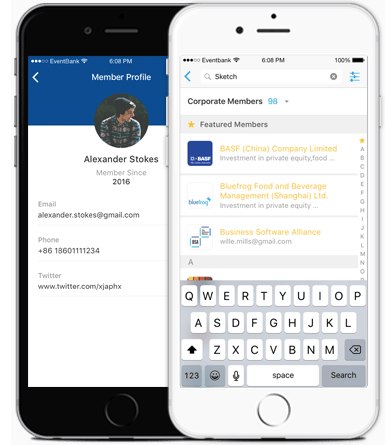 EventBank 6:08 PM
Member Profile
Alexander Stokes
Member Since
2016
Email
alexander.stokes@gmail.com
Phone
+86 18601111234
Twitter
www.twitter.com/xjaphx
EventBank 6:08 PM 100%
Sketch
Corporate Members 98
Featured Members
BASF
BASF (China) Company Limited
Investment in private equity,food ...
bluefrog
Bluefrog Food and Beverage
Management (Shanghai) Ltd.
Investment in private equity ...
BSA
Business Software Alliance
wille.mills@gmail.com
A
A
B
C
D
E
F
G
H
I
J
K
L
M
N
O
Q W E R T Y U I O P
A S D F G H J K L
Z X C V B N M
123 space Search